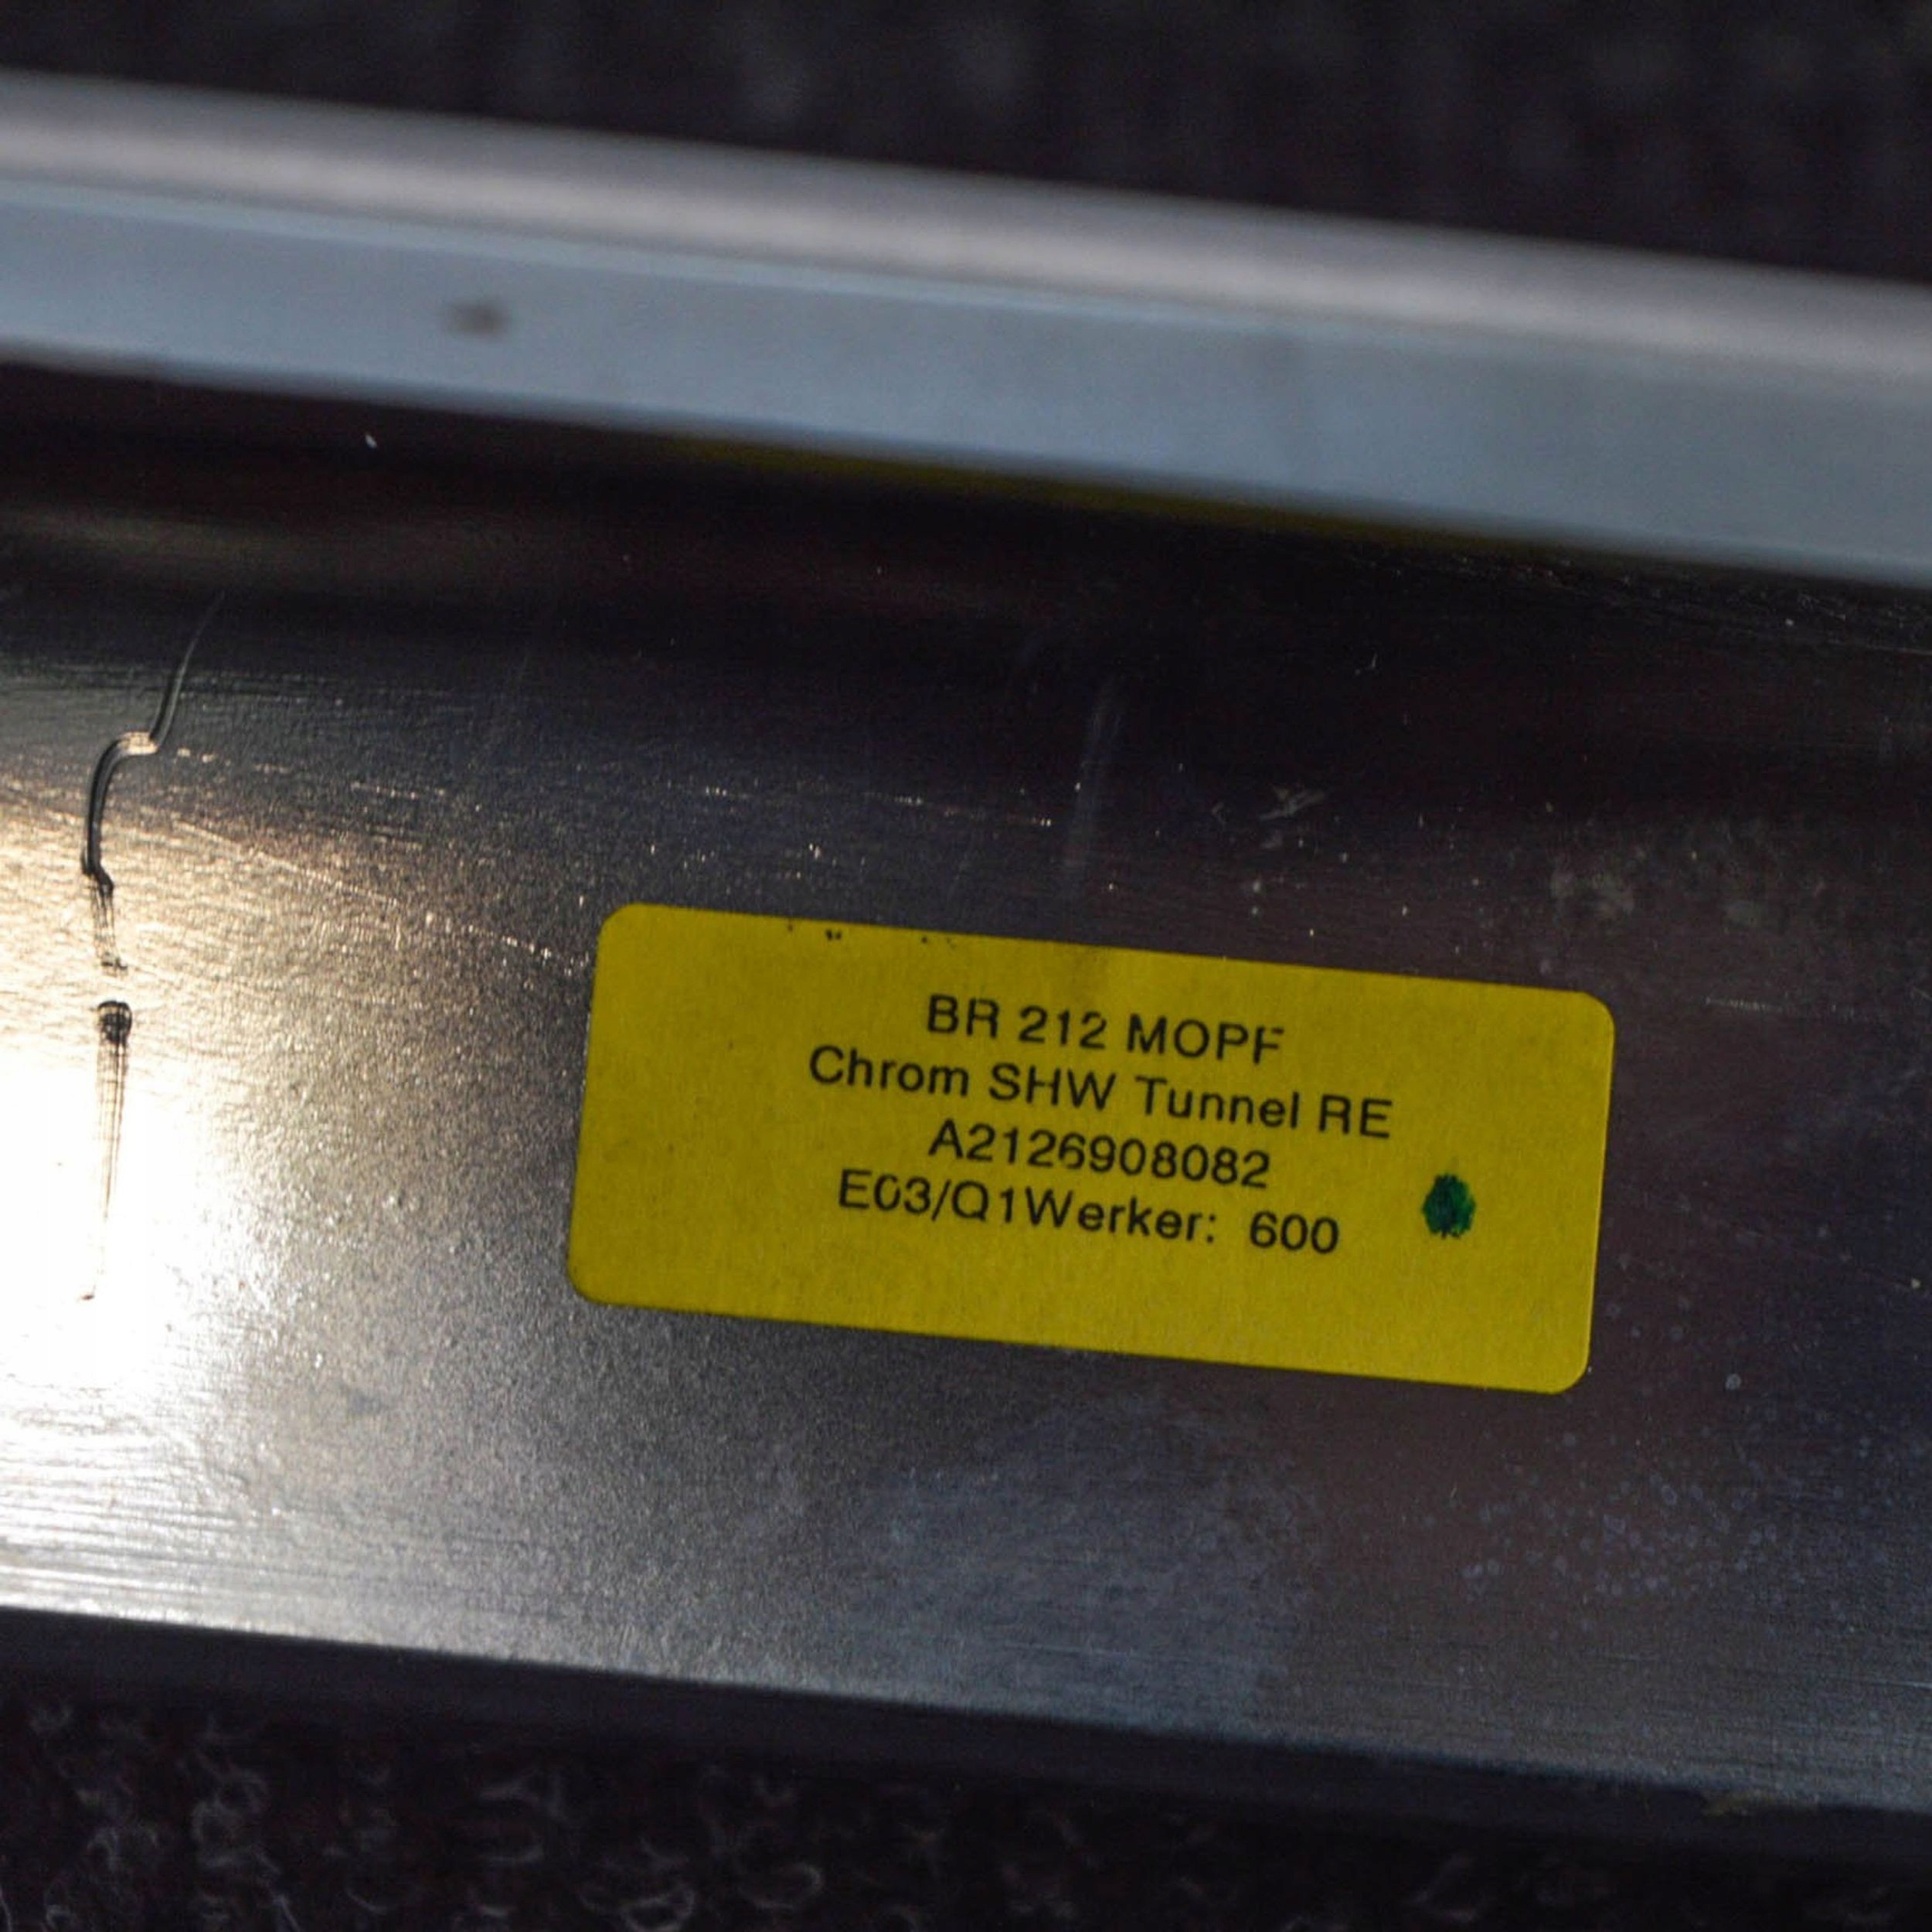 BR 212 MOPF
Chrom SHW Tunnel RE
A2126908082
E03/Q1Werker: 600